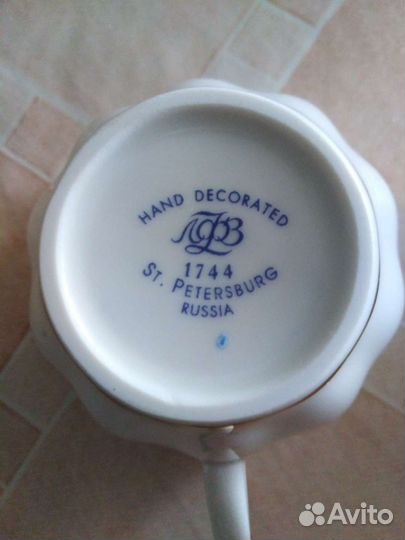 HAND DECORATED
ЛФЗ
1744
ST. PETERSBURG
RUSSIA
Avito